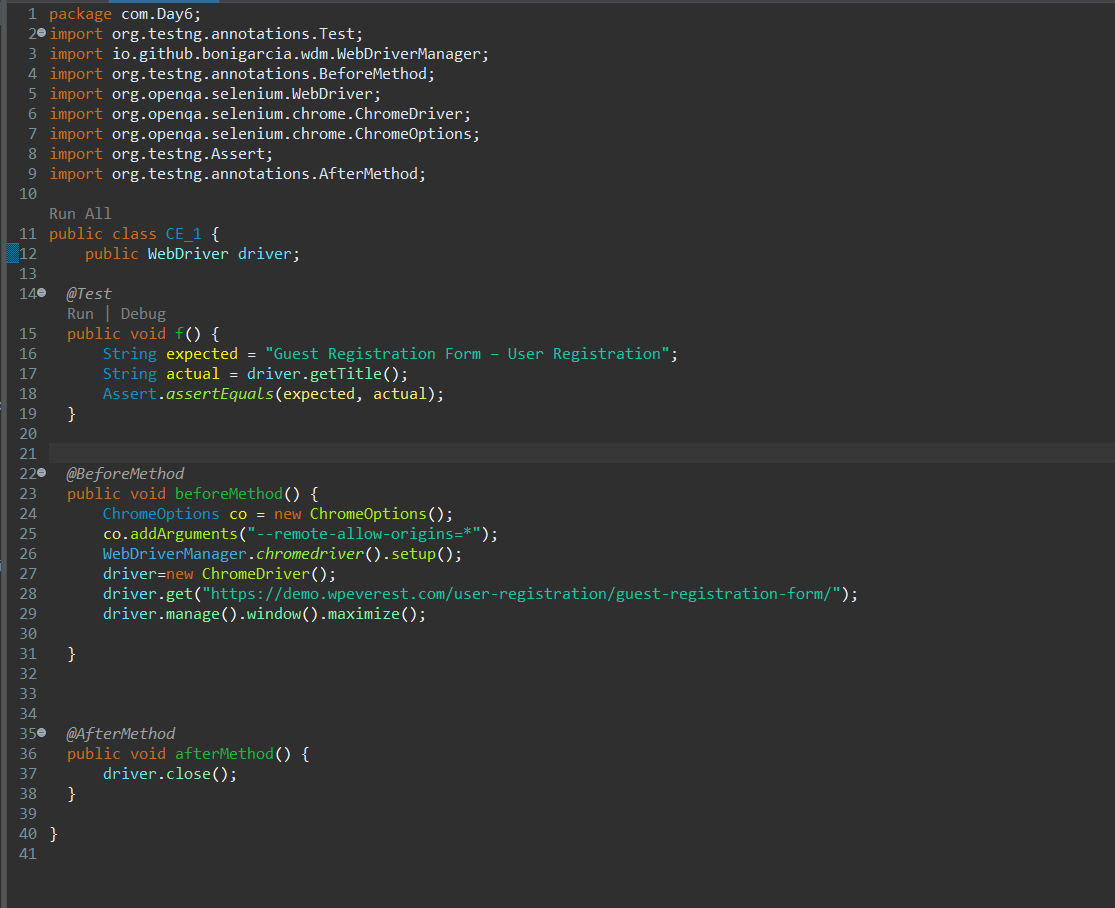 1 package com.Day6;
2 import org.testng.annotations.Test;
3 import io.github.bonigarcia.wdm.WebDriverManager;
4 import org.testng.annotations.BeforeMethod;
5 import org.openqa.selenium.WebDriver;
6 import org.openqa.selenium.chrome.ChromeDriver;
7 import org.openqa.selenium.chrome.ChromeOptions;
8 import org.testng.Assert;
9 import org.testng.annotations.AfterMethod;
10
Run All
11 public class CE_1 {
12     public WebDriver driver;
13
14   @Test
Run | Debug
15   public void f() {
16       String expected = "Guest Registration Form – User Registration";
17       String actual = driver.getTitle();
18       Assert.assertEquals(expected, actual);
19   }
20
21
22   @BeforeMethod
23   public void beforeMethod() {
24       ChromeOptions co = new ChromeOptions();
25       co.addArguments("--remote-allow-origins=*");
26       WebDriverManager.chromedriver().setup();
27       driver=new ChromeDriver();
28       driver.get("https://demo.wpeverest.com/user-registration/guest-registration-form/");
29       driver.manage().window().maximize();
30
31   }
32
33
34
35   @AfterMethod
36   public void afterMethod() {
37       driver.close();
38   }
39
40 }
41